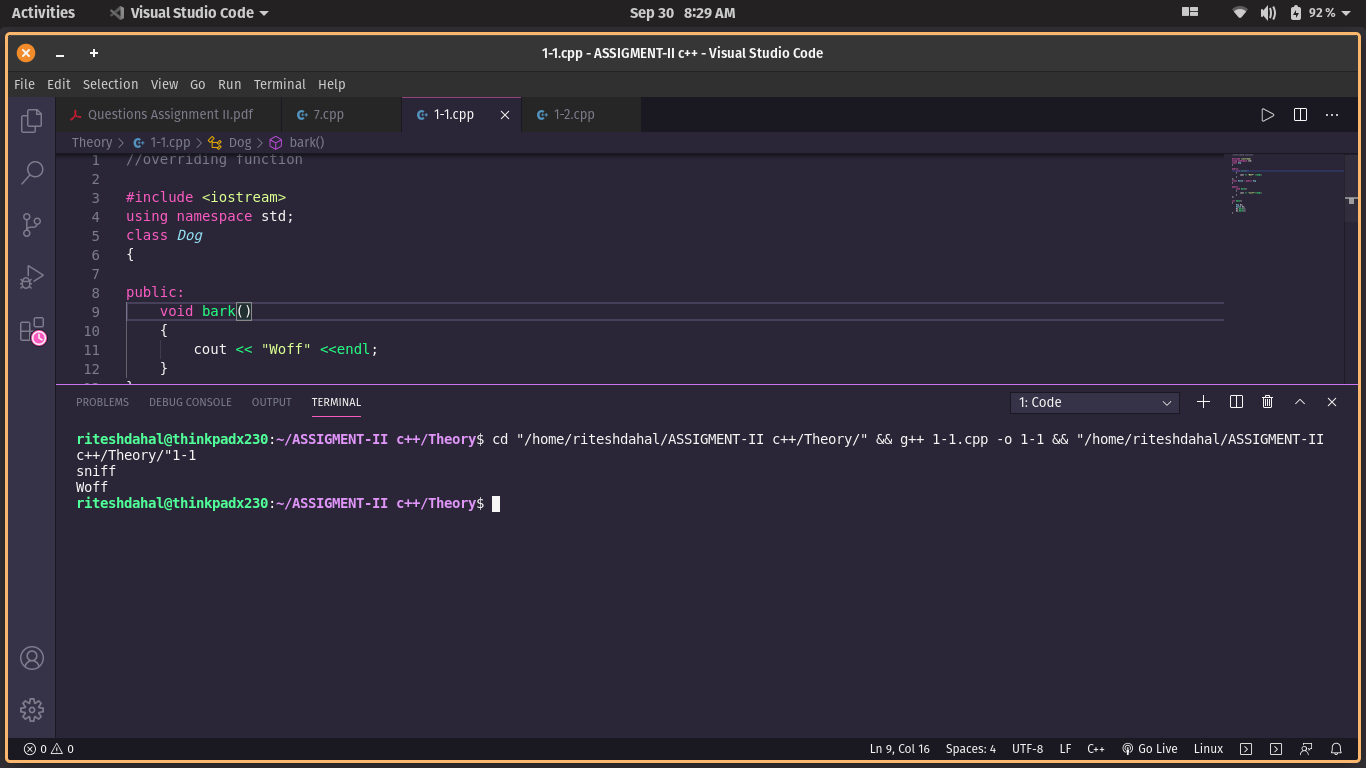 Activities Visual Studio Code Sep 30 8:29 AM 92 %
1-1.cpp - ASSIGMENT-II c++ - Visual Studio Code
File Edit Selection View Go Run Terminal Help
Questions Assignment II.pdf 7.cpp 1-1.cpp 1-2.cpp
Theory > 1-1.cpp > Dog > bark()
1 //overriding function
2
3 #include <iostream>
4 using namespace std;
5 class Dog
6 {
7
8 public:
9 void bark()
10 {
11 cout << "Woff" <<endl;
12 }
PROBLEMS DEBUG CONSOLE OUTPUT TERMINAL 1: Code
riteshdahal@thinkpadx230:~/ASSIGMENT-II c++/Theory$ cd "/home/riteshdahal/ASSIGMENT-II c++/Theory/" && g++ 1-1.cpp -o 1-1 && "/home/riteshdahal/ASSIGMENT-II
c++/Theory/"1-1
sniff
Woff
riteshdahal@thinkpadx230:~/ASSIGMENT-II c++/Theory$
0 0 Ln 9, Col 16 Spaces: 4 UTF-8 LF C++ Go Live Linux